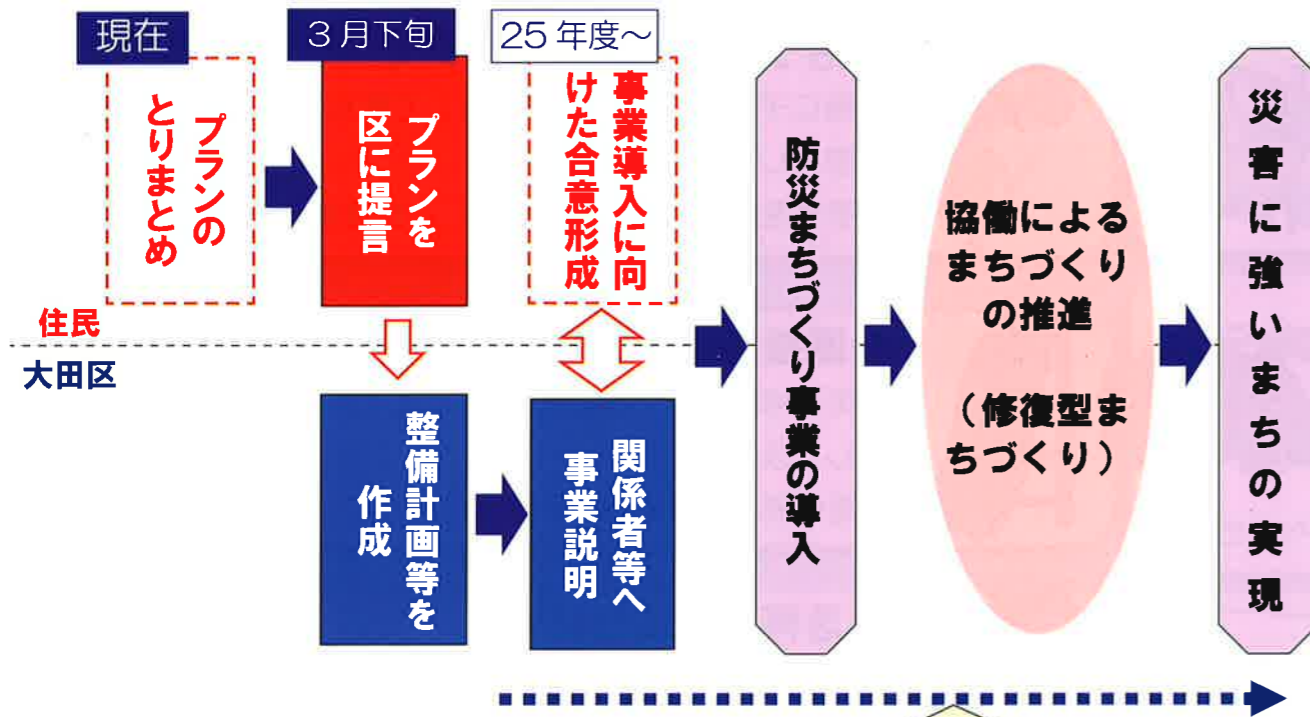 現在
3月下旬
25年度～
プランの
とりまとめ
プランを
区に提言
事業導入に向
けた合意形成
住民
大田区
整備計画等を
作成
関係者等へ
事業説明
防災まちづくり事業の導入
協働による
まちづくり
の推進
（修復型ま
ちづくり）
災害に強いまちの実現